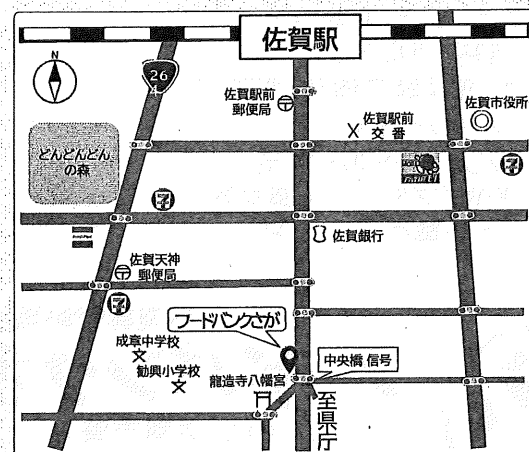 佐賀駅
N
26
4
佐賀駅前
郵便局
佐賀駅前
交番
佐賀市役所
どんどんどん
の森
佐賀銀行
佐賀天神
郵便局
フードバンクさが
成章中学校
勧興小学校
龍造寺八幡宮
中央橋 信号
至県庁